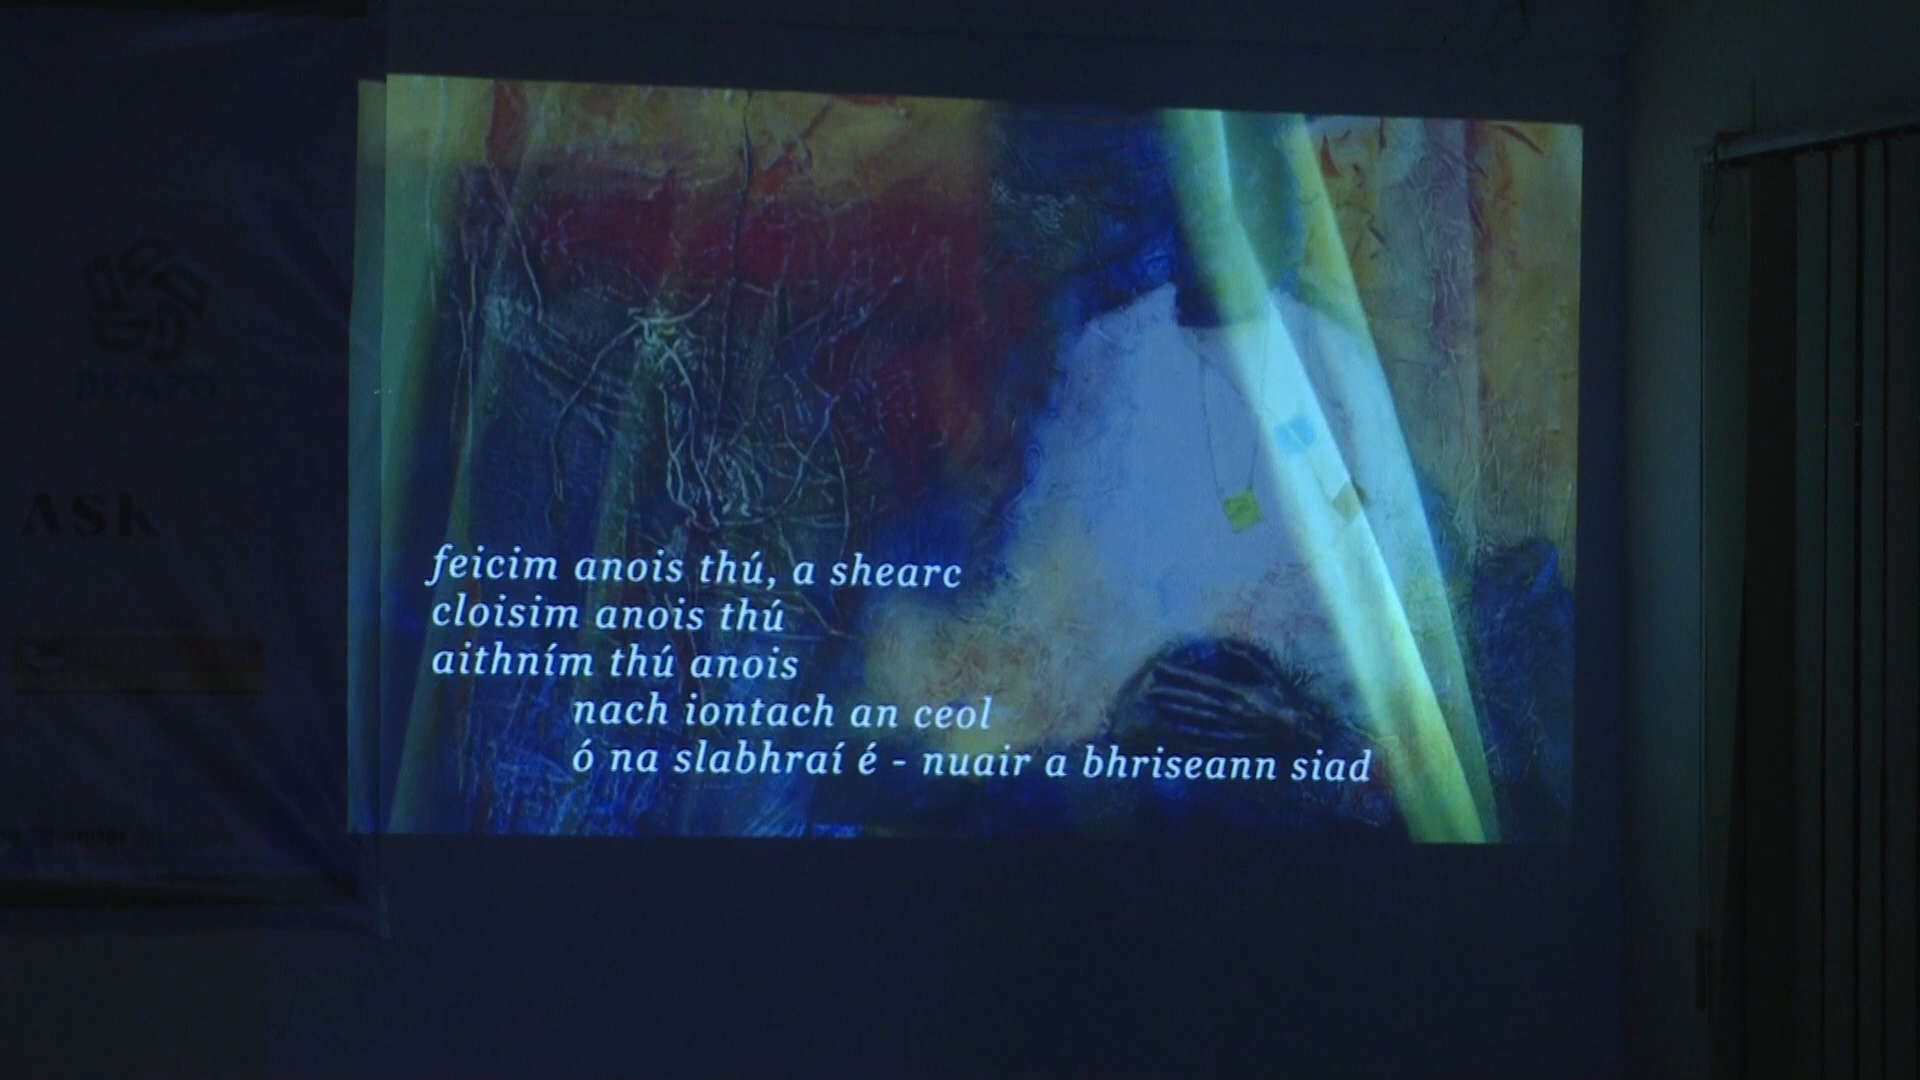 DEMPO
ASK
feicim anois thú, a shearc
cloisim anois thú
aithním thú anois
nach iontach an ceol
ó na slabhraí é - nuair a bhriseann siad